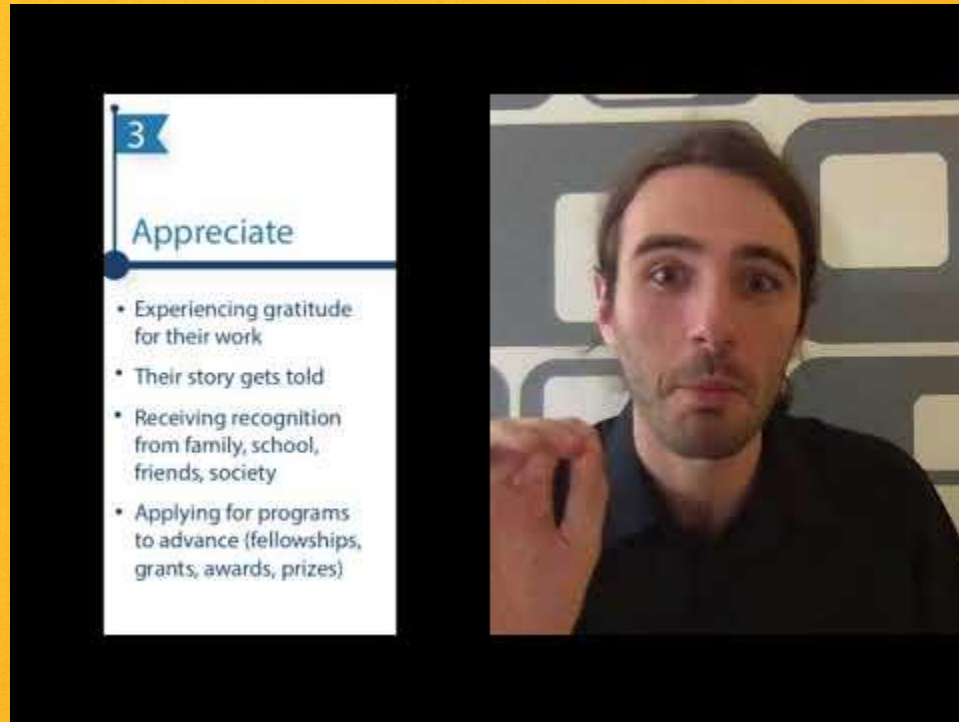 3
Appreciate
• Experiencing gratitude
for their work
• Their story gets told
• Receiving recognition
from family, school,
friends, society
• Applying for programs
to advance (fellowships,
grants, awards, prizes)